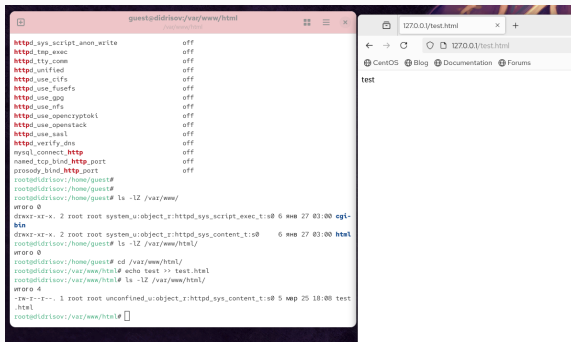 guest@didrisov:/var/www/html
/var/www/html
httpd_sys_script_anon_write off
httpd_tmp_exec off
httpd_tty_comm off
httpd_unified off
httpd_use_cifs off
httpd_use_fusefs off
httpd_use_gpg off
httpd_use_nfs off
httpd_use_opencryptoki off
httpd_use_openstack off
httpd_use_sasl off
httpd_verify_dns off
mysql_connect_http off
named_tcp_bind_http_port off
prosody_bind_http_port off
root@didrisov:/home/guest#
root@didrisov:/home/guest#
root@didrisov:/home/guest# ls -lZ /var/www/
итого 0
drwxr-xr-x. 2 root root system_u:object_r:httpd_sys_script_exec_t:s0 6 янв 27 03:00 cgi-
bin
drwxr-xr-x. 2 root root system_u:object_r:httpd_sys_content_t:s0 6 янв 27 03:00 html
root@didrisov:/home/guest# ls -lZ /var/www/html/
итого 0
root@didrisov:/home/guest# cd /var/www/html/
root@didrisov:/var/www/html# echo test >> test.html
root@didrisov:/var/www/html# ls -lZ /var/www/html/
итого 4
-rw-r--r--. 1 root root unconfined_u:object_r:httpd_sys_content_t:s0 5 мар 25 18:08 test
.html
root@didrisov:/var/www/html#
127.0.0.1/test.html × +
127.0.0.1/test.html
CentOS Blog Documentation Forums
test